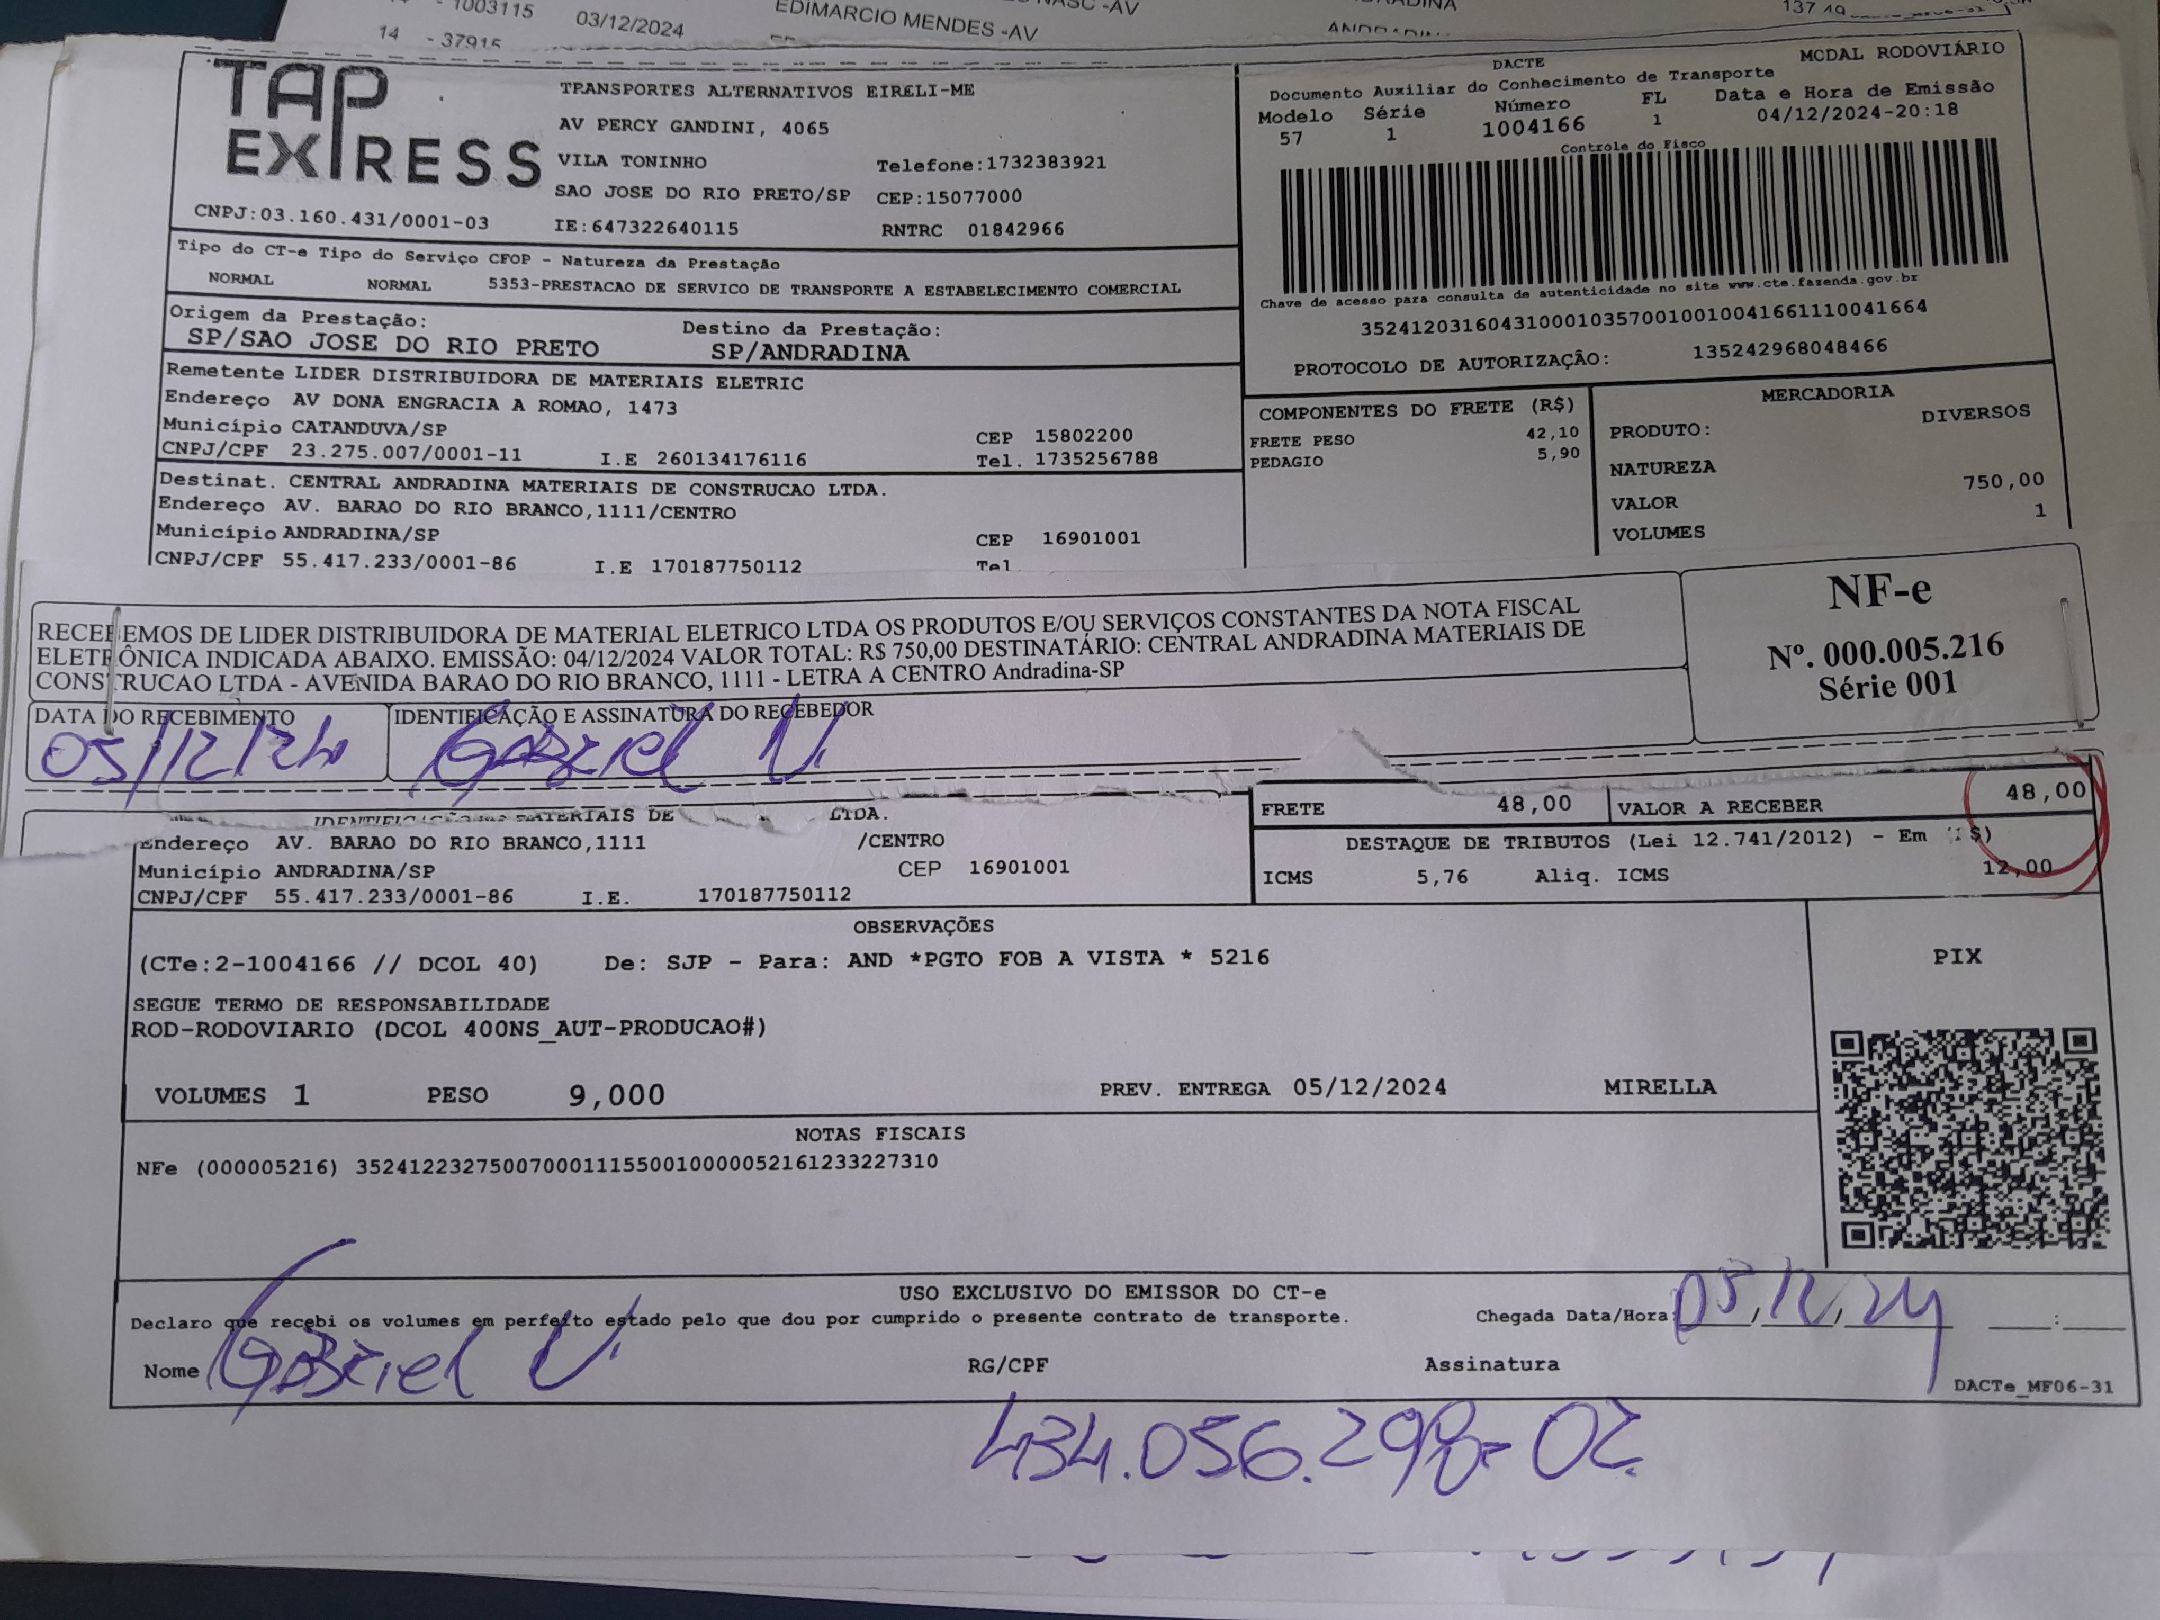 - 1003115
03/12/2024
EDIMARCIO MENDES -AV
14 - 37915
TAP EXPRESS
TRANSPORTES ALTERNATIVOS EIRELI-ME
AV PERCY GANDINI, 4065
VILA TONINHO Telefone:1732383921
SAO JOSE DO RIO PRETO/SP CEP:15077000
CNPJ:03.160.431/0001-03 IE:647322640115 RNTRC 01842966
DACTE MODAL RODOVIÁRIO
Documento Auxiliar do Conhecimento de Transporte
Modelo Série Número FL Data e Hora de Emissão
57 1 1004166 1 04/12/2024-20:18
Controle do Fisco
Chave de acesso para consulta de autenticidade no site www.cte.fazenda.gov.br
35241203160431000103570010010041661110041664
PROTOCOLO DE AUTORIZAÇÃO: 135242968048466
Tipo do CT-e Tipo do Serviço CFOP - Natureza da Prestação
NORMAL NORMAL 5353-PRESTACAO DE SERVICO DE TRANSPORTE A ESTABELECIMENTO COMERCIAL
Origem da Prestação: Destino da Prestação:
SP/SAO JOSE DO RIO PRETO SP/ANDRADINA
Remetente LIDER DISTRIBUIDORA DE MATERIAIS ELETRIC
Endereço AV DONA ENGRACIA A ROMAO, 1473
Município CATANDUVA/SP CEP 15802200
CNPJ/CPF 23.275.007/0001-11 I.E 260134176116 Tel. 1735256788
Destinat. CENTRAL ANDRADINA MATERIAIS DE CONSTRUCAO LTDA.
Endereço AV. BARAO DO RIO BRANCO,1111/CENTRO
Município ANDRADINA/SP CEP 16901001
CNPJ/CPF 55.417.233/0001-86 I.E 170187750112 Tel
COMPONENTES DO FRETE (R$)
FRETE PESO 42,10
PEDAGIO 5,90
MERCADORIA
PRODUTO: DIVERSOS
NATUREZA
VALOR 750,00
VOLUMES 1
RECEBEMOS DE LIDER DISTRIBUIDORA DE MATERIAL ELETRICO LTDA OS PRODUTOS E/OU SERVIÇOS CONSTANTES DA NOTA FISCAL
ELETRÔNICA INDICADA ABAIXO. EMISSÃO: 04/12/2024 VALOR TOTAL: R$ 750,00 DESTINATÁRIO: CENTRAL ANDRADINA MATERIAIS DE
CONSTRUCAO LTDA - AVENIDA BARAO DO RIO BRANCO, 1111 - LETRA A CENTRO Andradina-SP
NF-e
Nº. 000.005.216
Série 001
DATA DO RECEBIMENTO IDENTIFICAÇÃO E ASSINATURA DO RECEBEDOR
05/12/24 Gabriel V.
MATERIAIS DE LTDA.
Endereço AV. BARAO DO RIO BRANCO,1111 /CENTRO
Município ANDRADINA/SP CEP 16901001
CNPJ/CPF 55.417.233/0001-86 I.E. 170187750112
FRETE 48,00 VALOR A RECEBER 48,00
DESTAQUE DE TRIBUTOS (Lei 12.741/2012) - Em
ICMS 5,76 Aliq. ICMS 12,00
OBSERVAÇÕES
(CTe:2-1004166 // DCOL 40) De: SJP - Para: AND *PGTO FOB A VISTA * 5216
SEGUE TERMO DE RESPONSABILIDADE
ROD-RODOVIARIO (DCOL 400NS_AUT-PRODUCAO#)
VOLUMES 1 PESO 9,000 PREV. ENTREGA 05/12/2024 MIRELLA
PIX
NOTAS FISCAIS
NFe (000005216) 35241223275007000111550010000052161233227310
USO EXCLUSIVO DO EMISSOR DO CT-e
Declaro que recebi os volumes em perfeito estado pelo que dou por cumprido o presente contrato de transporte. Chegada Data/Hora: 05,12,24 :
Nome Gabriel V. RG/CPF Assinatura
DACTe_MF06-31
434.056.298-02